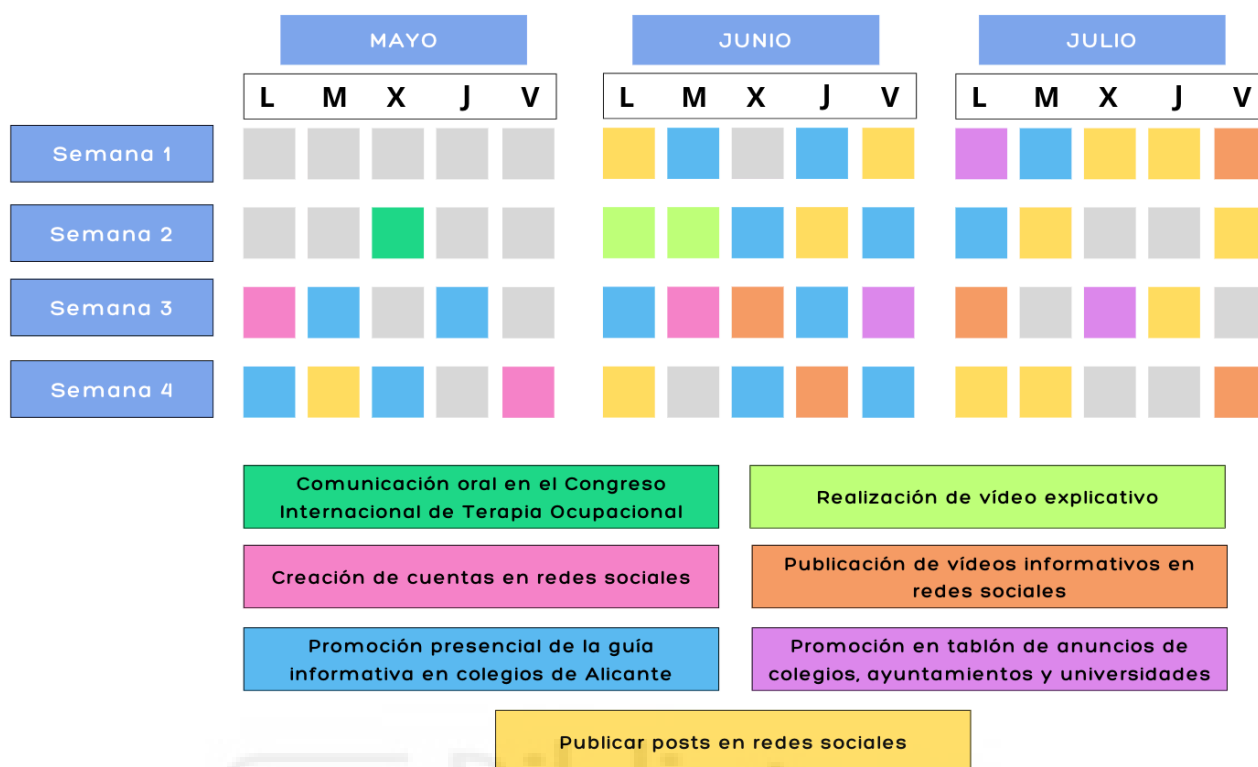 MAYO JUNIO JULIO
L M X J V L M X J V L M X J V
Semana 1
Semana 2
Semana 3
Semana 4
Comunicación oral en el Congreso
Internacional de Terapia Ocupacional
Realización de vídeo explicativo
Creación de cuentas en redes sociales
Publicación de vídeos informativos en
redes sociales
Promoción presencial de la guía
informativa en colegios de Alicante
Promoción en tablón de anuncios de
colegios, ayuntamientos y universidades
Publicar posts en redes sociales